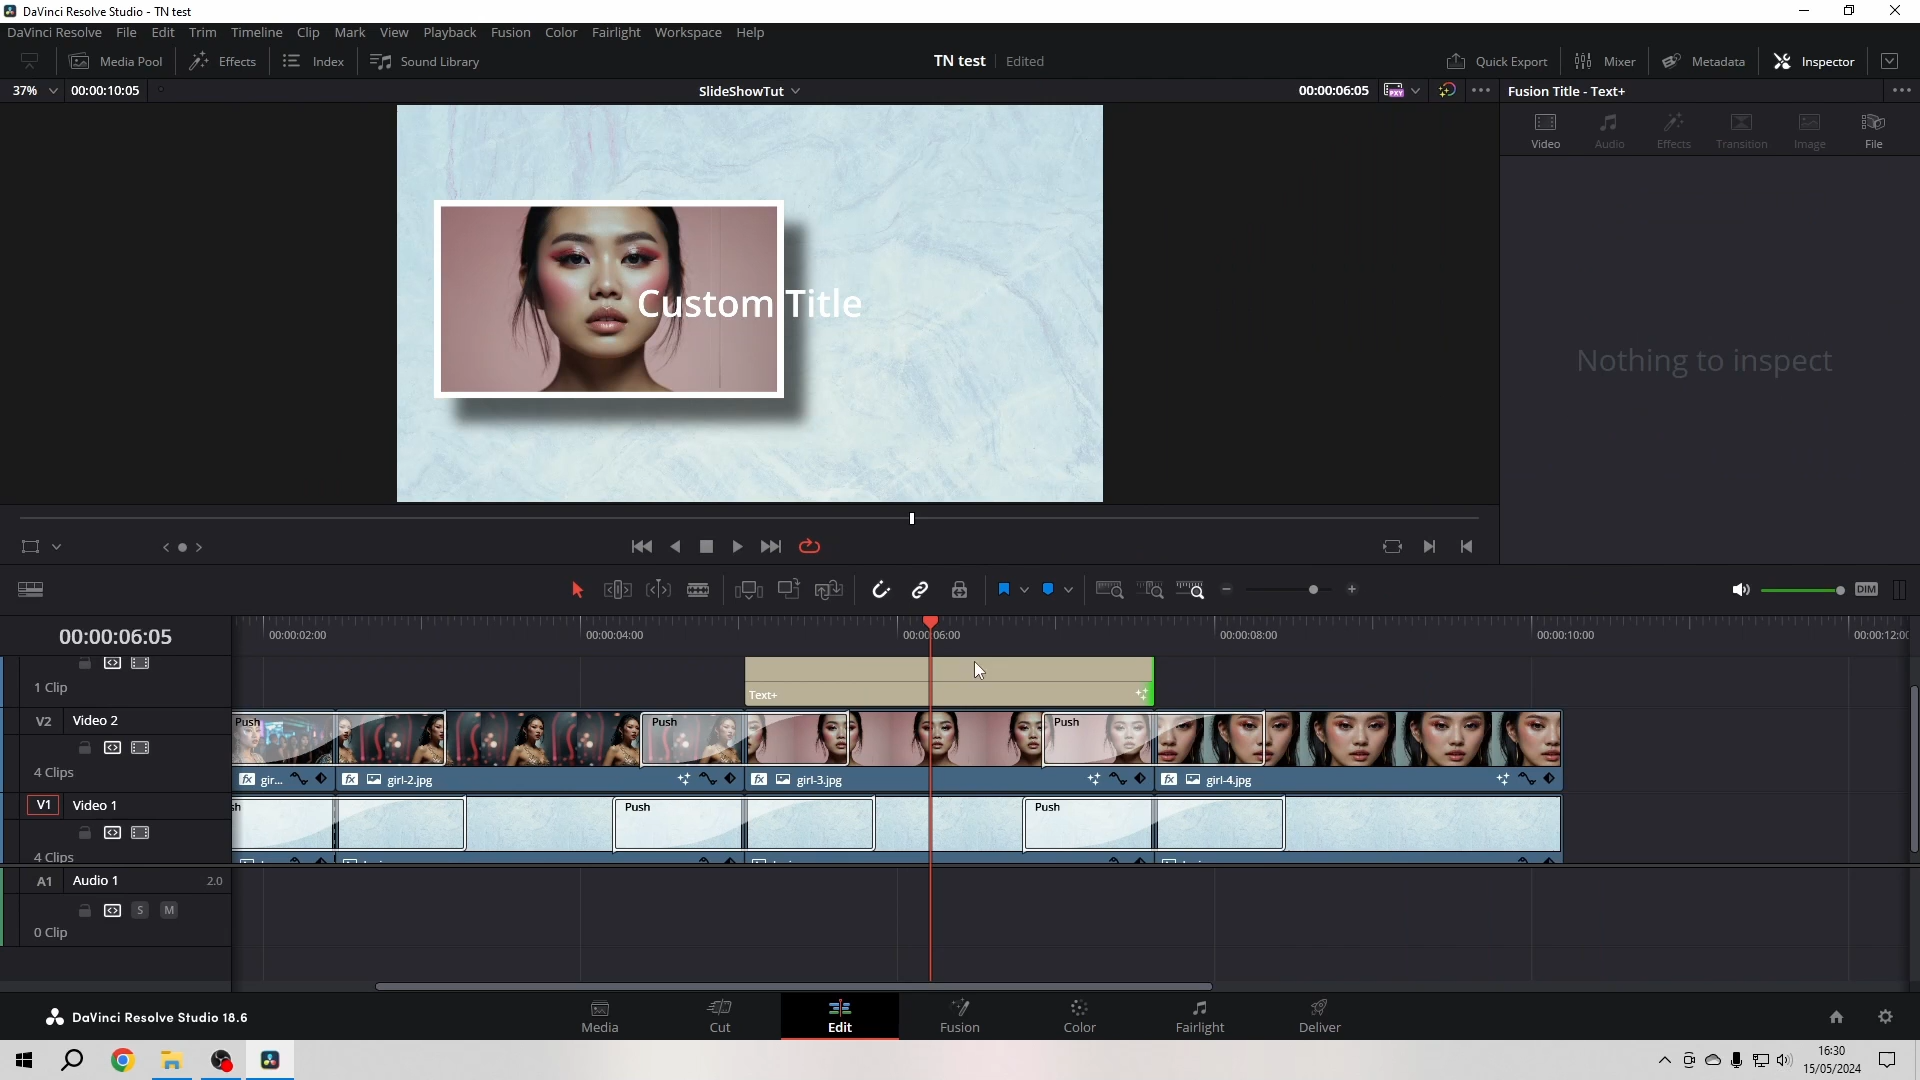 DaVinci Resolve Studio - TN test
DaVinci Resolve File Edit Trim Timeline Clip Mark View Playback Fusion Color Fairlight Workspace Help
Media Pool Effects Index Sound Library TN test Edited Quick Export Mixer Metadata Inspector
37% 00:00:10:05 SlideShowTut 00:00:06:05 PXY ••• Fusion Title - Text+ •••
Video Audio Effects Transition Image File
Custom Title
Nothing to inspect
DIM
00:00:06:05 00:00:02:00 00:00:04:00 00:00:06:00 00:00:08:00 00:00:10:00 00:00:12:00
1 Clip
Text+
V2 Video 2 Push Push Push
4 Clips gir... girl-2.jpg girl-3.jpg girl-4.jpg
V1 Video 1 sh Push Push
4 Clips
A1 Audio 1 2.0
S M
0 Clip
DaVinci Resolve Studio 18.6 Media Cut Edit Fusion Color Fairlight Deliver
16:30
15/05/2024